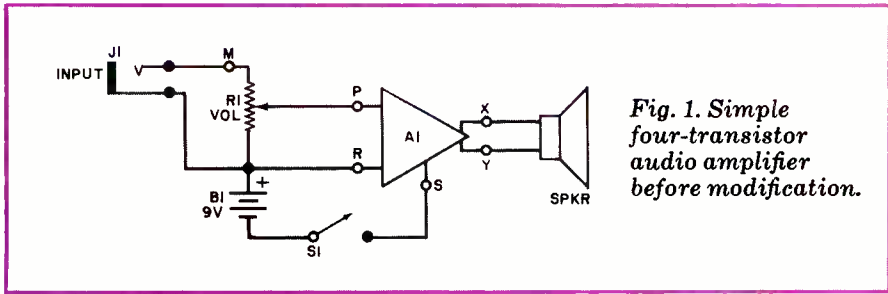 J1
INPUT
V
M
R1
VOL
P
A1
X
Y
R
S
B1
+
9V
S1
SPKR
Fig. 1. Simple
four-transistor
audio amplifier
before modification.